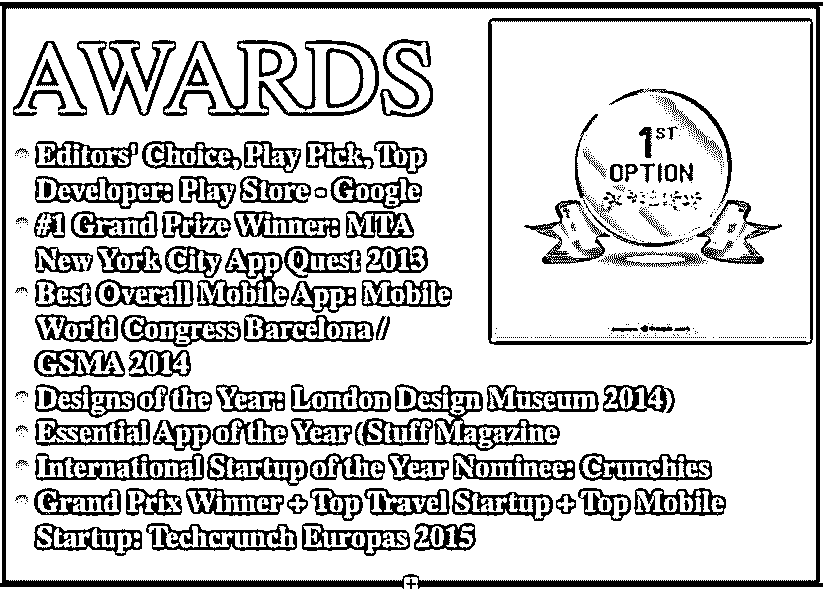 AWARDS
Editors' Choice, Play Pick, Top
Developer: Play Store - Google
#1 Grand Prize Winner: MTA
New York City App Quest 2013
Best Overall Mobile App: Mobile
World Congress Barcelona /
GSMA 2014
Designs of the Year: London Design Museum 2014)
Essential App of the Year (Stuff Magazine
International Startup of the Year Nominee: Crunchies
Grand Prix Winner + Top Travel Startup + Top Mobile
Startup: Techcrunch Europas 2015
1ST
OPTION